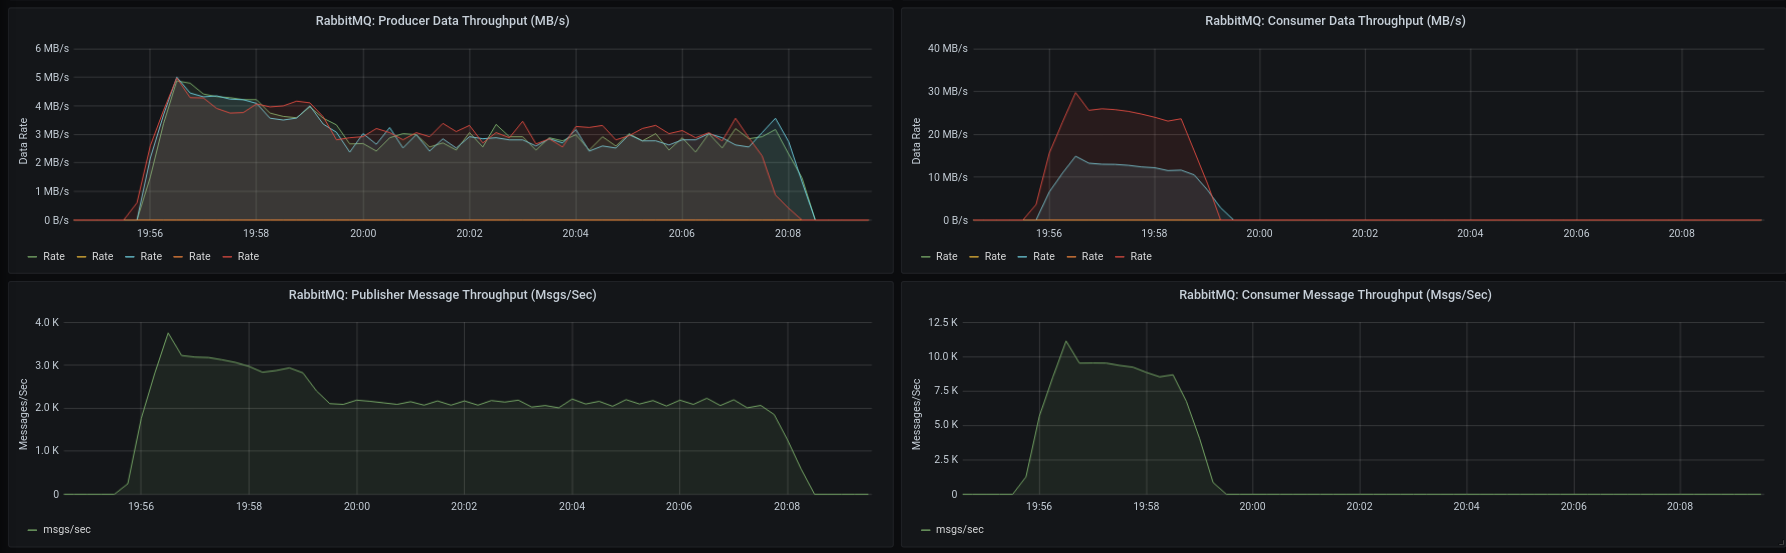 RabbitMQ: Producer Data Throughput (MB/s)
6 MB/s
5 MB/s
4 MB/s
3 MB/s
2 MB/s
1 MB/s
0 B/s
Data Rate
19:56 19:58 20:00 20:02 20:04 20:06 20:08
Rate Rate Rate Rate Rate
RabbitMQ: Consumer Data Throughput (MB/s)
40 MB/s
30 MB/s
20 MB/s
10 MB/s
0 B/s
Data Rate
19:56 19:58 20:00 20:02 20:04 20:06 20:08
Rate Rate Rate Rate Rate
RabbitMQ: Publisher Message Throughput (Msgs/Sec)
4.0 K
3.0 K
2.0 K
1.0 K
0
Messages/Sec
19:56 19:58 20:00 20:02 20:04 20:06 20:08
msgs/sec
RabbitMQ: Consumer Message Throughput (Msgs/Sec)
12.5 K
10.0 K
7.5 K
5.0 K
2.5 K
0
Messages/Sec
19:56 19:58 20:00 20:02 20:04 20:06 20:08
msgs/sec